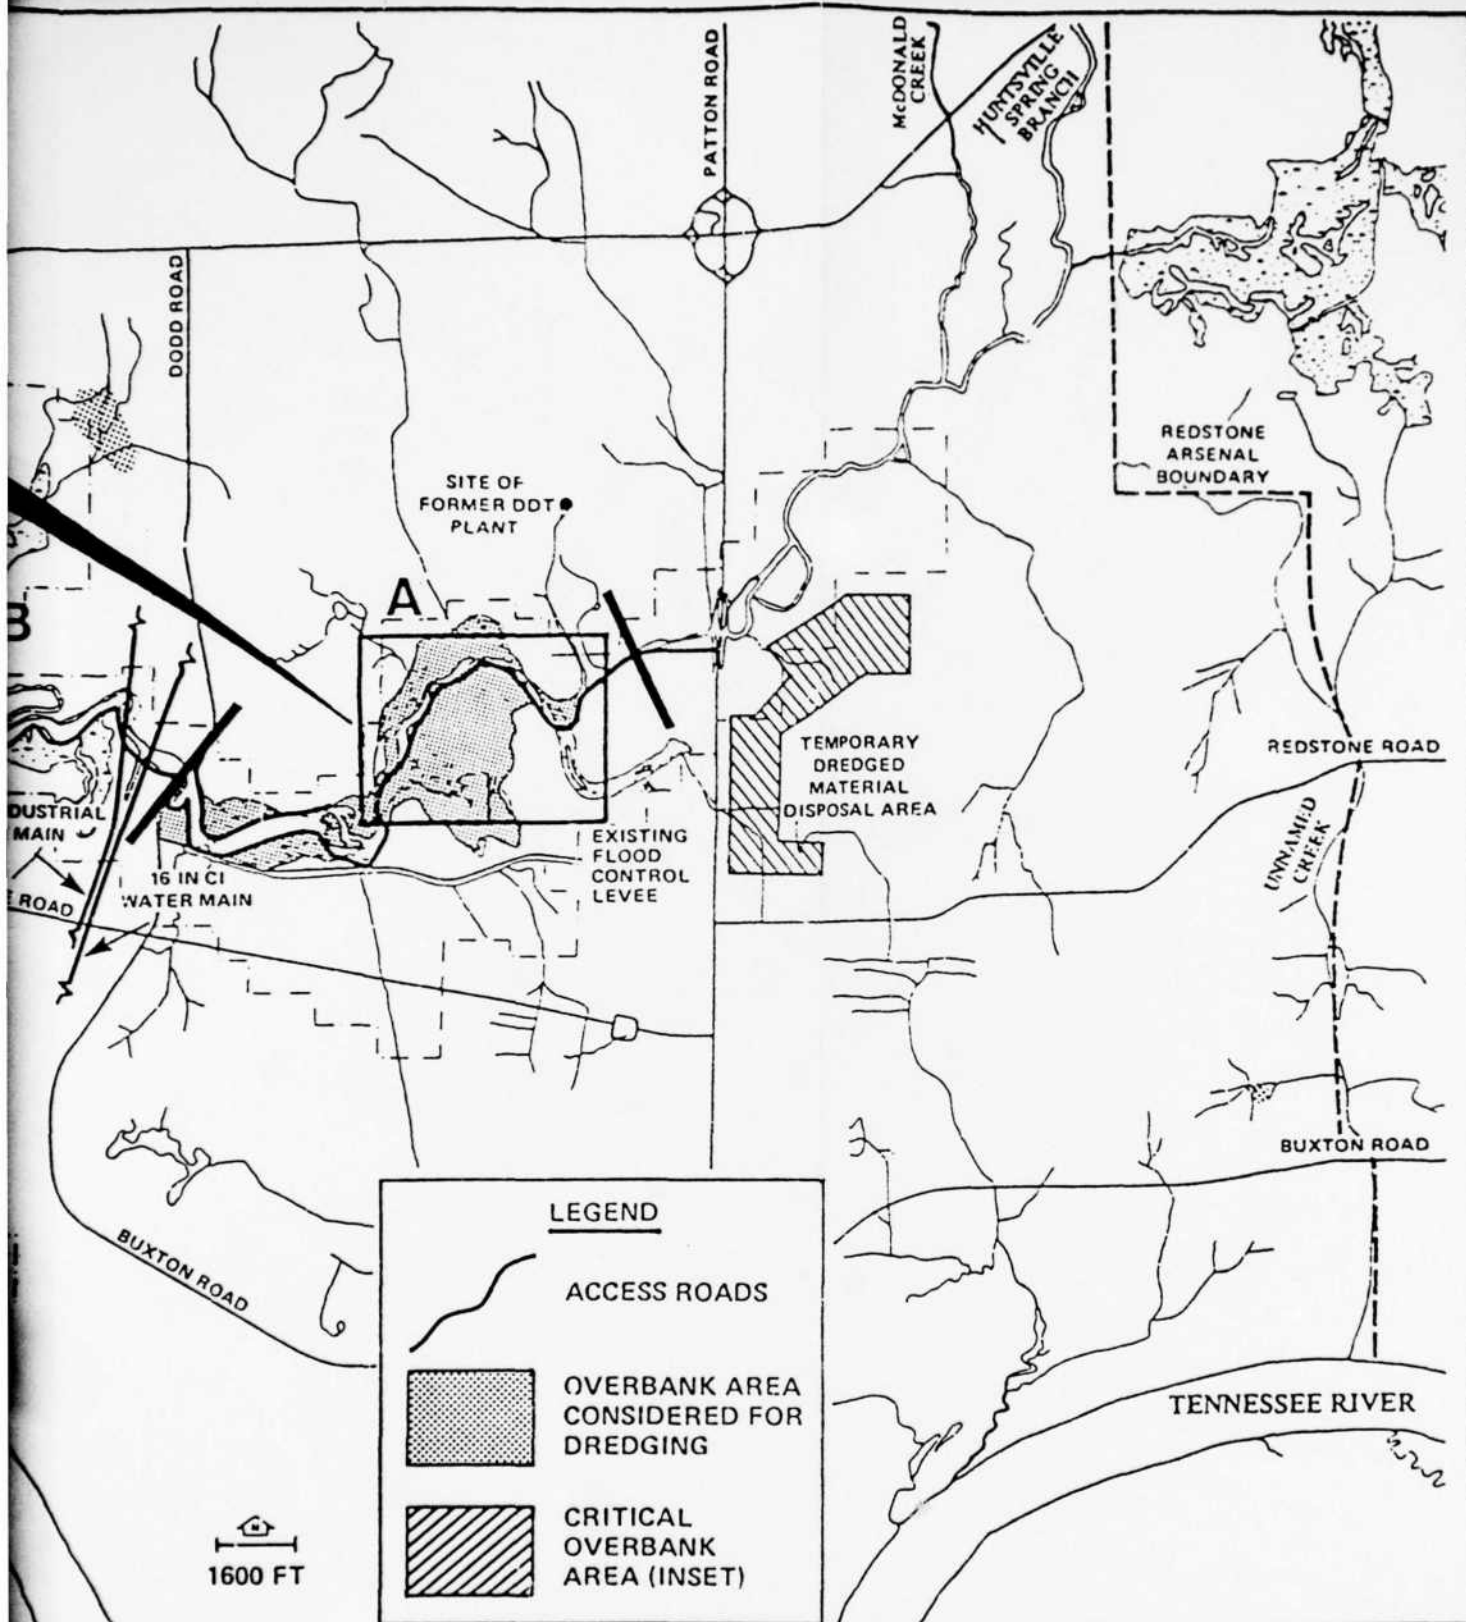 PATTON ROAD
McDONALD
CREEK
HUNTSVILLE
SPRING
BRANCH
DODD ROAD
REDSTONE
ARSENAL
BOUNDARY
SITE OF
FORMER DDT
PLANT
A
B
TEMPORARY
DREDGED
MATERIAL
DISPOSAL AREA
REDSTONE ROAD
UNNAMED
CREEK
DUSTRIAL
MAIN
EXISTING
FLOOD
CONTROL
LEVEE
16 IN CI
WATER MAIN
E ROAD
BUXTON ROAD
BUXTON ROAD
LEGEND
ACCESS ROADS
OVERBANK AREA
CONSIDERED FOR
DREDGING
CRITICAL
OVERBANK
AREA (INSET)
TENNESSEE RIVER
N
1600 FT